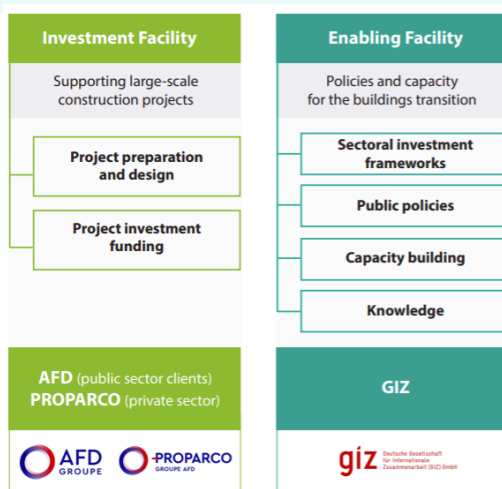 Investment Facility
Supporting large-scale
construction projects
Project preparation
and design
Project investment
funding
AFD (public sector clients)
PROPARCO (private sector)
AFD
GROUPE
PROPARCO
GROUPE AFD
Enabling Facility
Policies and capacity
for the buildings transition
Sectoral investment
frameworks
Public policies
Capacity building
Knowledge
GIZ
giz
Deutsche Gesellschaft
für Internationale
Zusammenarbeit (GIZ) GmbH